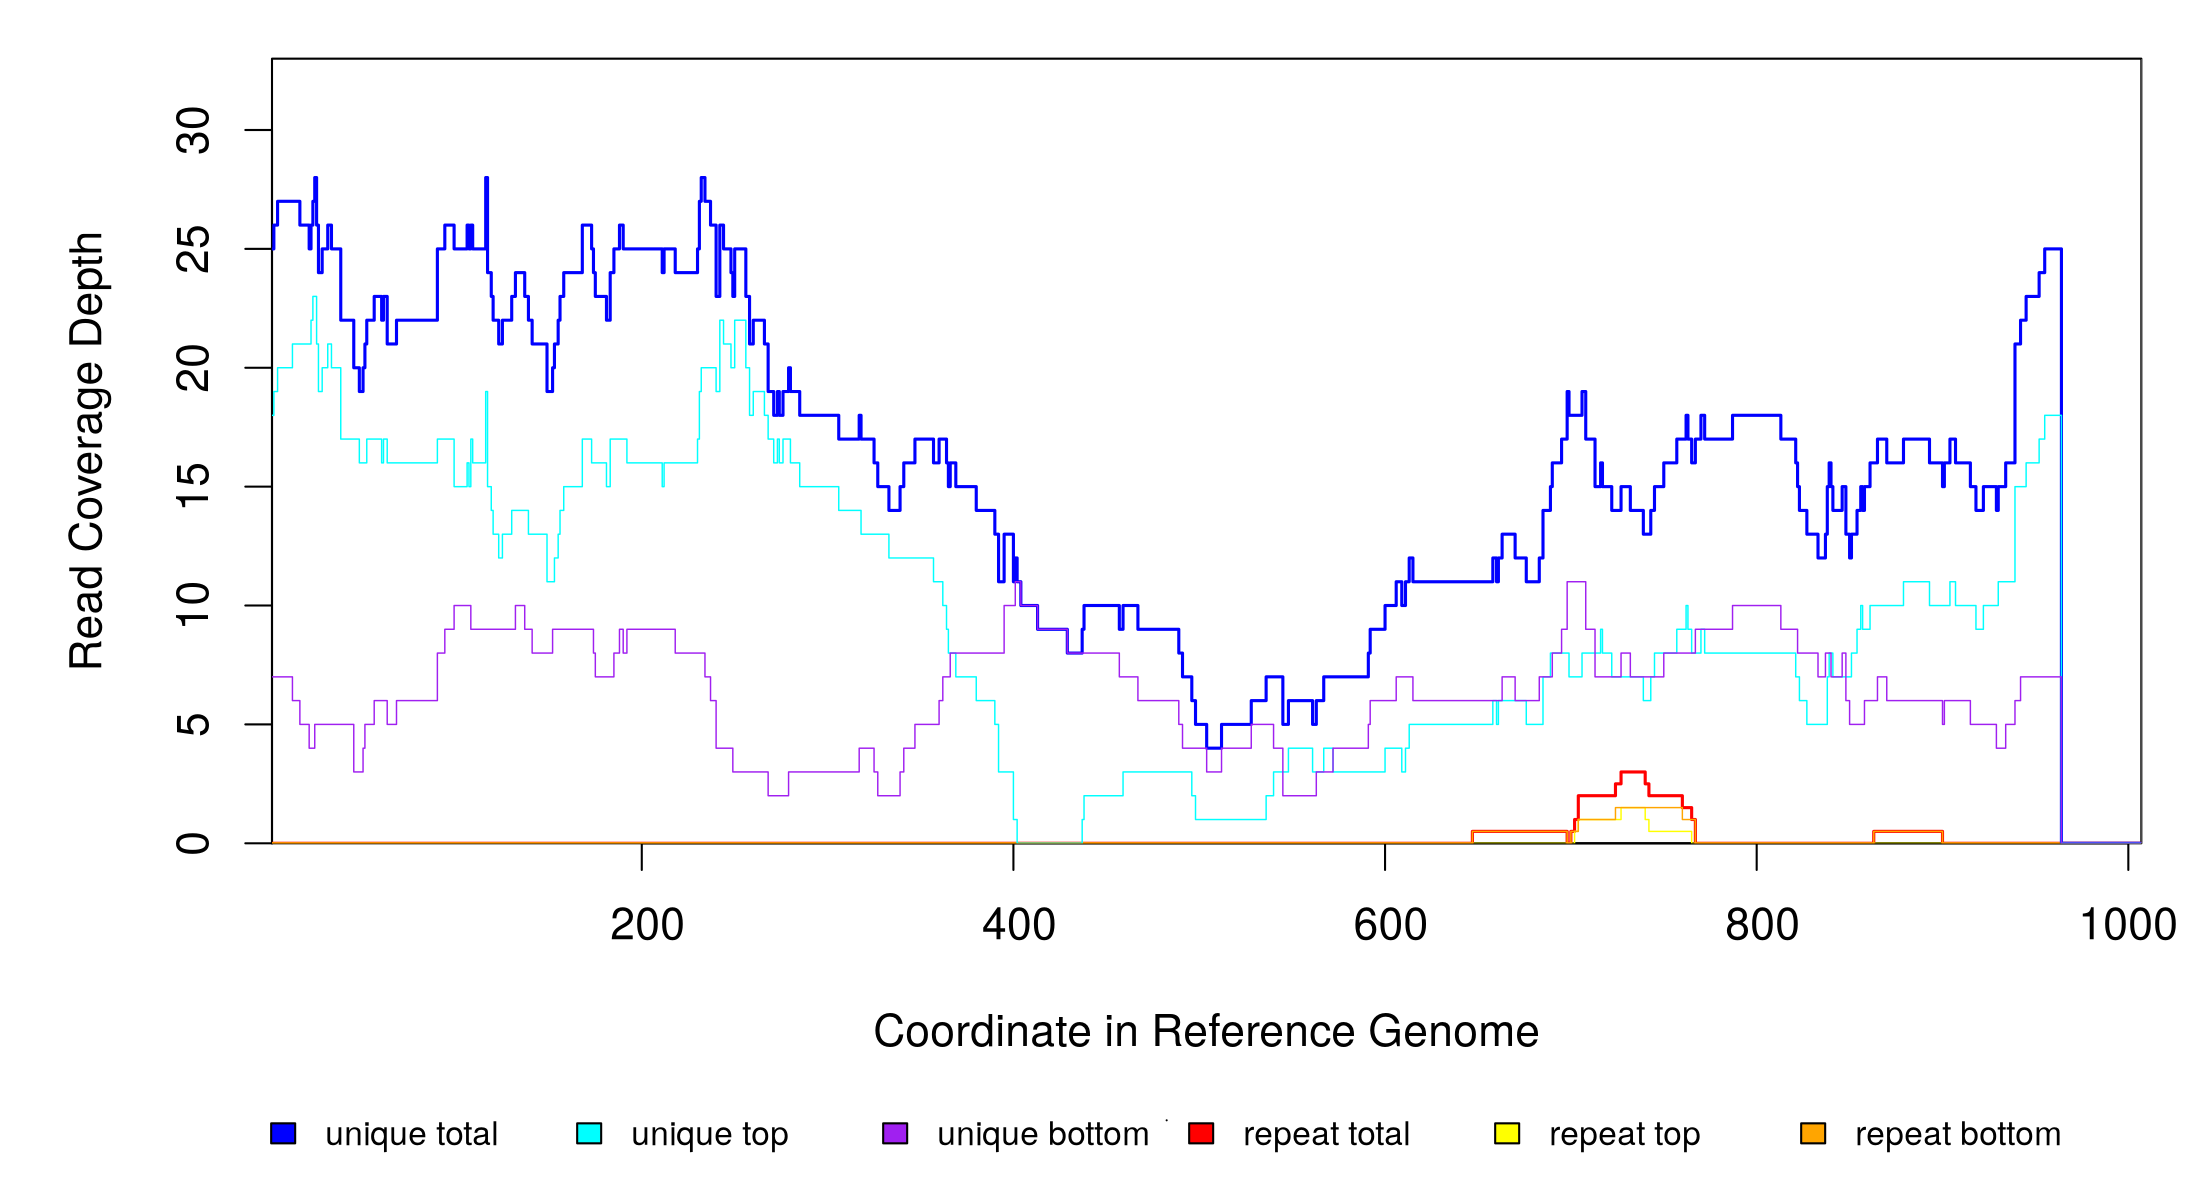 30
25
20
15
10
5
0
Read Coverage Depth
200 400 600 800 1000
Coordinate in Reference Genome
unique total unique top unique bottom repeat total repeat top repeat bottom